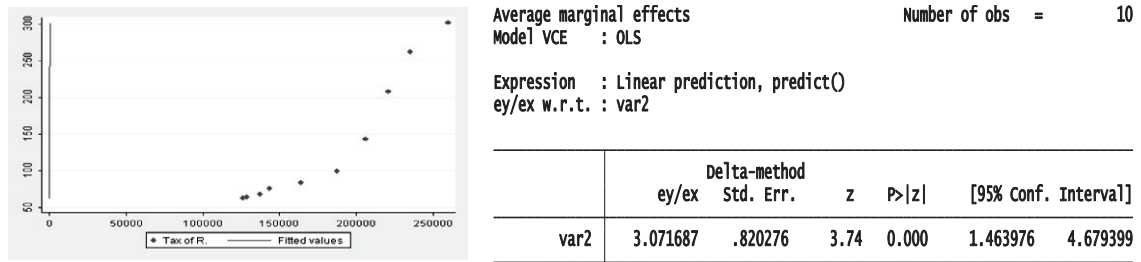 300
250
200
150
100
50
0 50000 100000 150000 200000 250000
Tax of R. Fitted values
Average marginal effects Number of obs = 10
Model VCE : OLS
Expression : Linear prediction, predict()
ey/ex w.r.t. : var2
Delta-method
ey/ex Std. Err. z P>|z| [95% Conf. Interval]
var2 3.071687 .820276 3.74 0.000 1.463976 4.679399